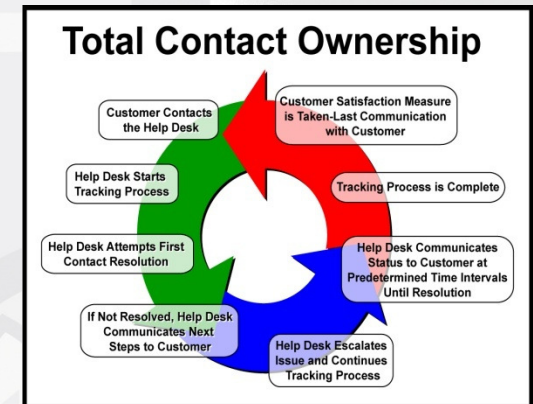 Total Contact Ownership
Customer Contacts
the Help Desk
Help Desk Starts
Tracking Process
Help Desk Attempts First
Contact Resolution
If Not Resolved, Help Desk
Communicates Next
Steps to Customer
Help Desk Escalates
Issue and Continues
Tracking Process
Help Desk Communicates
Status to Customer at
Predetermined Time Intervals
Until Resolution
Tracking Process is Complete
Customer Satisfaction Measure
is Taken-Last Communication
with Customer